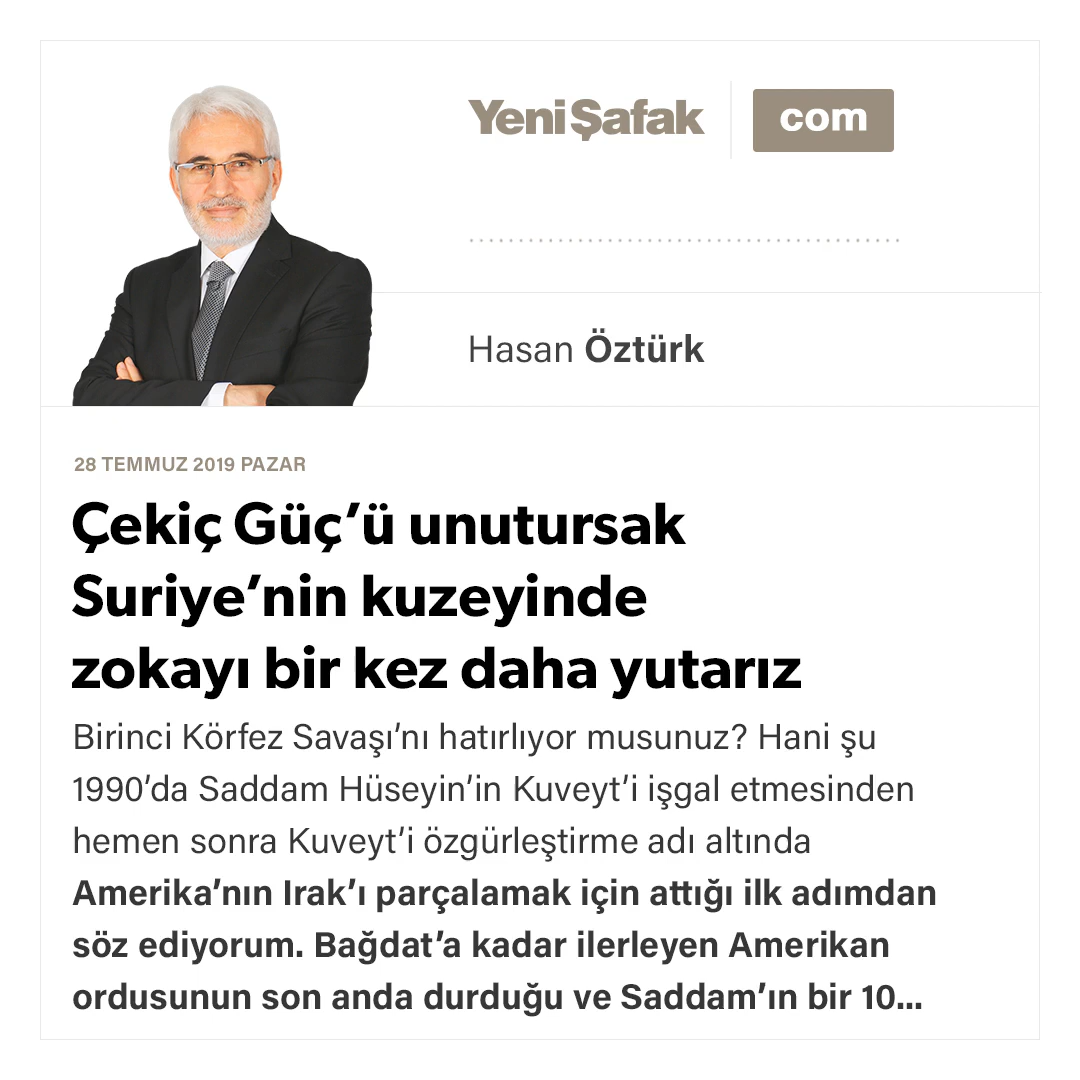 Yeni Şafak
com
Hasan Öztürk
28 TEMMUZ 2019 PAZAR
Çekiç Güç’ü unutursak
Suriye’nin kuzeyinde
zokayı bir kez daha yutarız
Birinci Körfez Savaşı’nı hatırlıyor musunuz? Hani şu
1990’da Saddam Hüseyin’in Kuveyt’i işgal etmesinden
hemen sonra Kuveyt’i özgürleştirme adı altında
Amerika’nın Irak’ı parçalamak için attığı ilk adımdan
söz ediyorum. Bağdat’a kadar ilerleyen Amerikan
ordusunun son anda durduğu ve Saddam’ın bir 10...